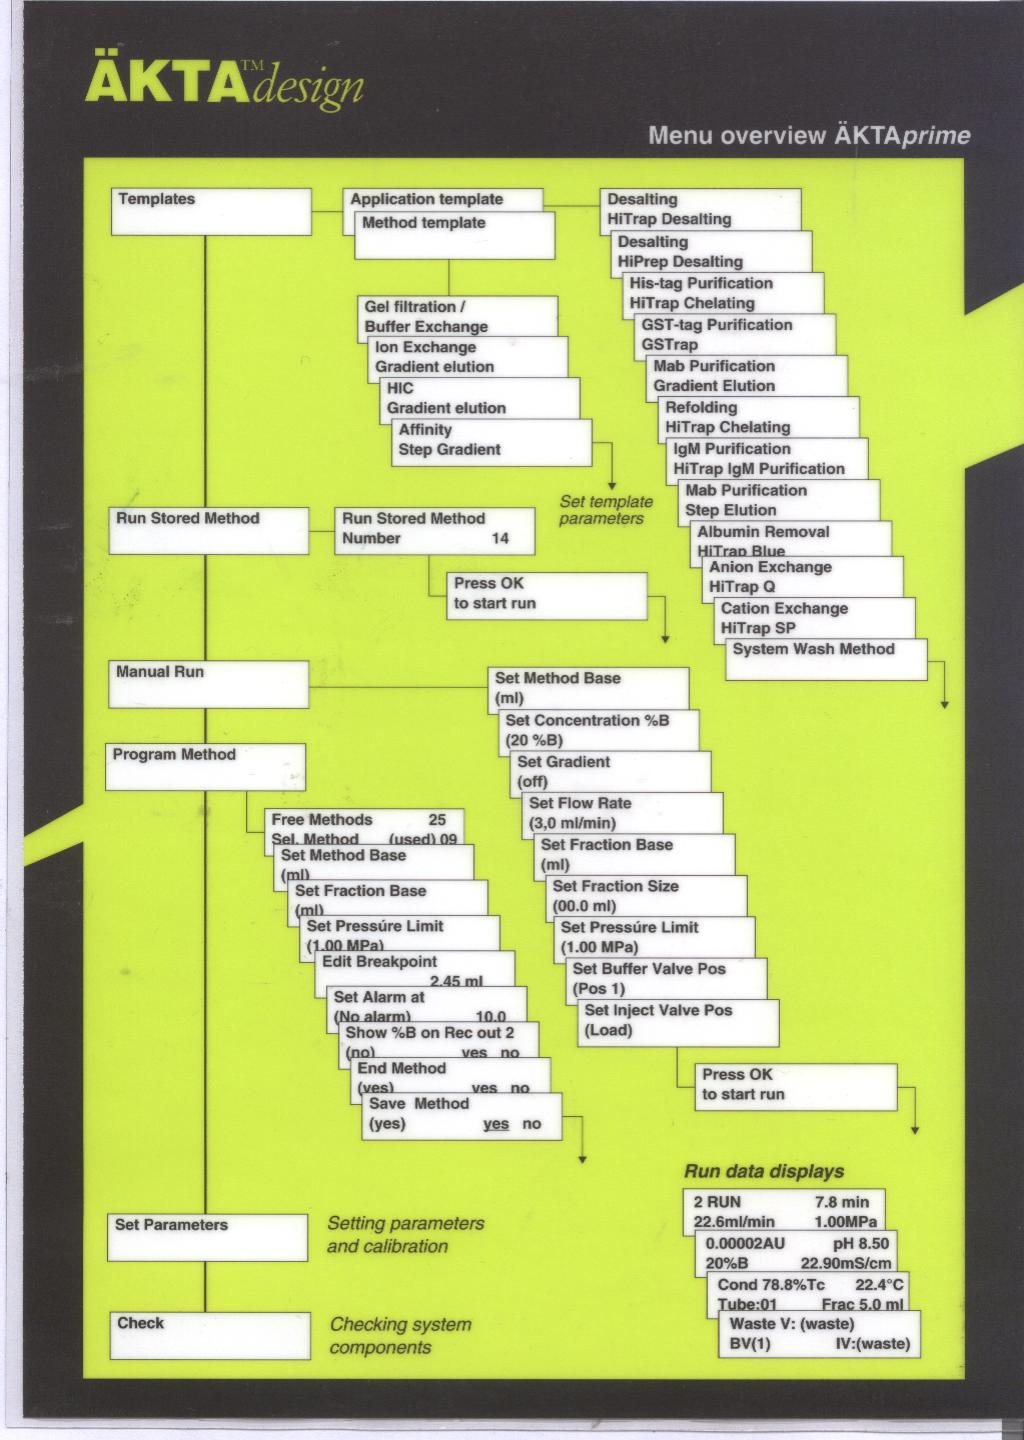 ÄKTA™design
Menu overview ÄKTAprime
Templates
Application template
Method template
Gel filtration /
Buffer Exchange
Ion Exchange
Gradient elution
HIC
Gradient elution
Affinity
Step Gradient
Set template
parameters
Desalting
HiTrap Desalting
Desalting
HiPrep Desalting
His-tag Purification
HiTrap Chelating
GST-tag Purification
GSTrap
Mab Purification
Gradient Elution
Refolding
HiTrap Chelating
IgM Purification
HiTrap IgM Purification
Mab Purification
Step Elution
Albumin Removal
HiTrap Blue
Anion Exchange
HiTrap Q
Cation Exchange
HiTrap SP
System Wash Method
Run Stored Method
Run Stored Method
Number 14
Press OK
to start run
Manual Run
Set Method Base
(ml)
Set Concentration %B
(20 %B)
Set Gradient
(off)
Set Flow Rate
(3,0 ml/min)
Set Fraction Base
(ml)
Set Fraction Size
(00.0 ml)
Set Pressúre Limit
(1.00 MPa)
Set Buffer Valve Pos
(Pos 1)
Set Inject Valve Pos
(Load)
Press OK
to start run
Program Method
Free Methods 25
Sel. Method (used) 09
Set Method Base
(ml)
Set Fraction Base
(ml)
Set Pressúre Limit
(1.00 MPa)
Edit Breakpoint
2.45 ml
Set Alarm at
(No alarm) 10.0
Show %B on Rec out 2
(no) yes no
End Method
(yes) yes no
Save Method
(yes) yes no
Set Parameters
Setting parameters
and calibration
Check
Checking system
components
Run data displays
2 RUN 7.8 min
22.6ml/min 1.00MPa
0.00002AU pH 8.50
20%B 22.90mS/cm
Cond 78.8%Tc 22.4°C
Tube:01 Frac 5.0 ml
Waste V: (waste)
BV(1) IV:(waste)